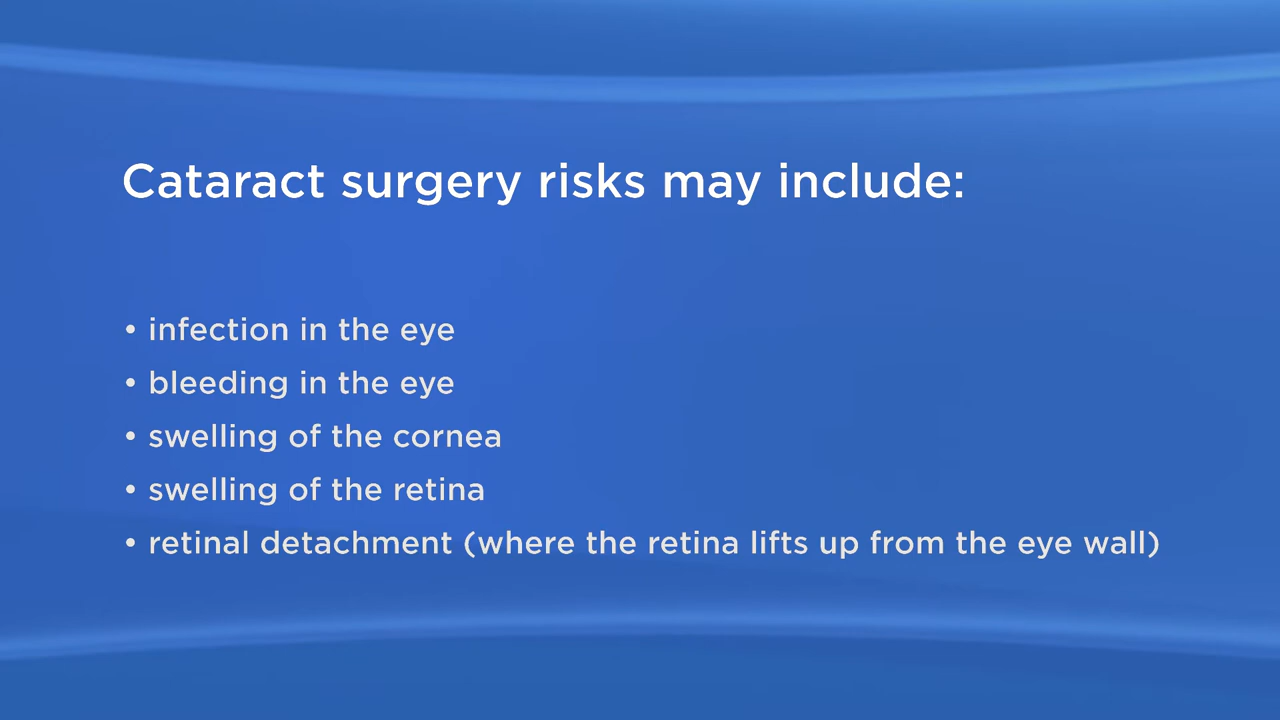 Cataract surgery risks may include:
• infection in the eye
• bleeding in the eye
• swelling of the cornea
• swelling of the retina
• retinal detachment (where the retina lifts up from the eye wall)